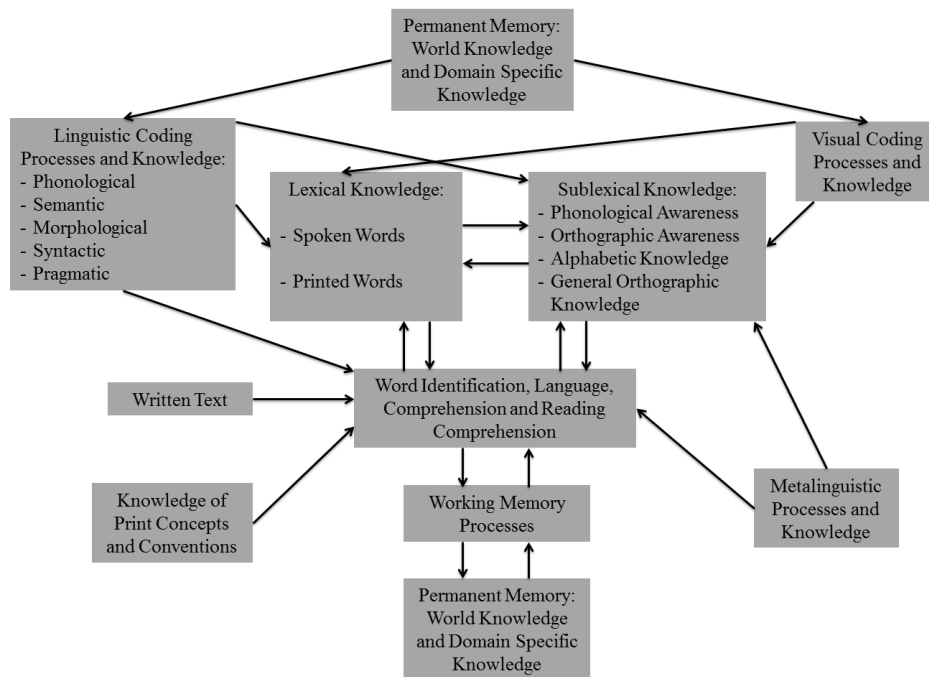 Permanent Memory:
World Knowledge
and Domain Specific
Knowledge
Linguistic Coding
Processes and Knowledge:
- Phonological
- Semantic
- Morphological
- Syntactic
- Pragmatic
Lexical Knowledge:
- Spoken Words
- Printed Words
Sublexical Knowledge:
- Phonological Awareness
- Orthographic Awareness
- Alphabetic Knowledge
- General Orthographic
Knowledge
Visual Coding
Processes and
Knowledge
Written Text
Word Identification, Language,
Comprehension and Reading
Comprehension
Knowledge of
Print Concepts
and Conventions
Working Memory
Processes
Metalinguistic
Processes and
Knowledge
Permanent Memory:
World Knowledge
and Domain Specific
Knowledge